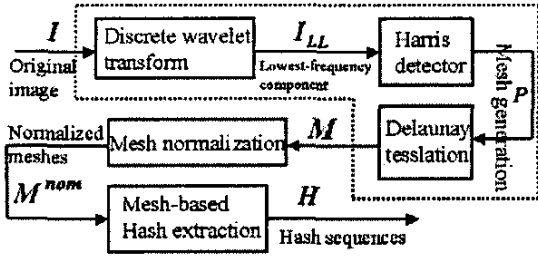 I
Original
image
Discrete wavelet
transform
I_LL
Lowest-frequency
component
Harris
detector
Mesh generation
P
Delaunay
tesslation
M
Mesh normalization
Normalized
meshes
M^nom
Mesh-based
Hash extraction
H
Hash sequences